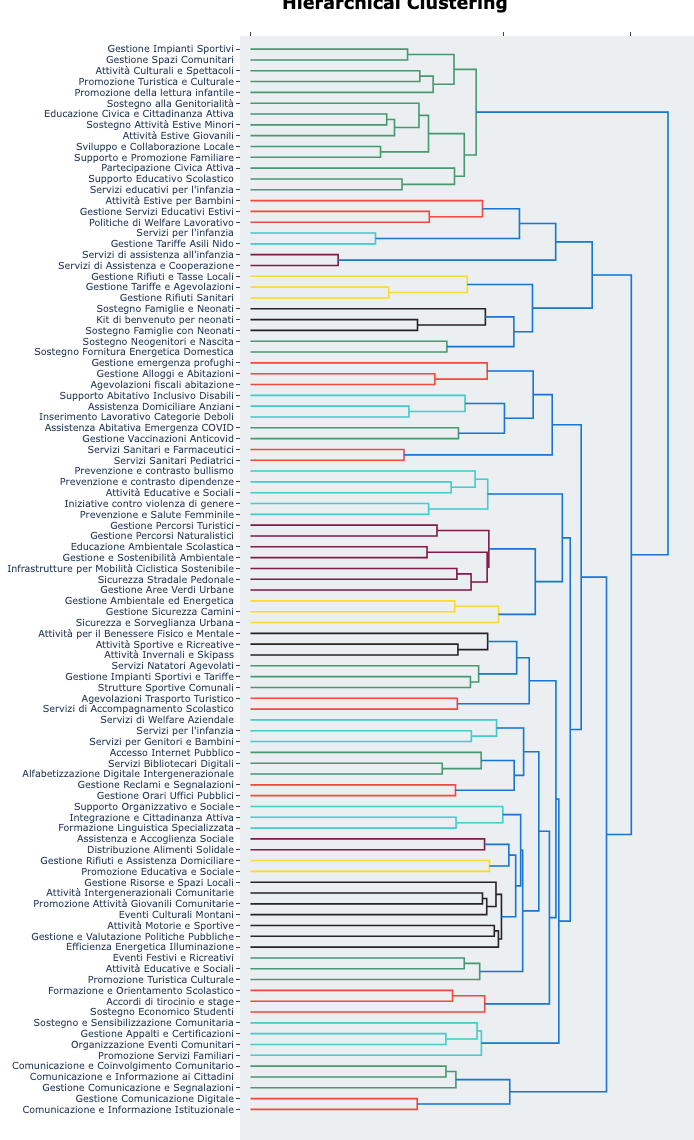 Hierarchical Clustering
Gestione Impianti Sportivi
Gestione Spazi Comunitari
Attività Culturali e Spettacoli
Promozione Turistica e Culturale
Promozione della lettura infantile
Sostegno alla Genitorialità
Educazione Civica e Cittadinanza Attiva
Sostegno Attività Estive Minori
Attività Estive Giovanili
Sviluppo e Collaborazione Locale
Supporto e Promozione Familiare
Partecipazione Civica Attiva
Supporto Educativo Scolastico
Servizi educativi per l'infanzia
Attività Estive per Bambini
Gestione Servizi Educativi Estivi
Politiche di Welfare Lavorativo
Servizi per l'infanzia
Gestione Tariffe Asili Nido
Servizi di assistenza all'infanzia
Servizi di Assistenza e Cooperazione
Gestione Rifiuti e Tasse Locali
Gestione Tariffe e Agevolazioni
Gestione Rifiuti Sanitari
Sostegno Famiglie e Neonati
Kit di benvenuto per neonati
Sostegno Famiglie con Neonati
Sostegno Neogenitori e Nascita
Sostegno Fornitura Energetica Domestica
Gestione emergenza profughi
Gestione Alloggi e Abitazioni
Agevolazioni fiscali abitazione
Supporto Abitativo Inclusivo Disabili
Assistenza Domiciliare Anziani
Inserimento Lavorativo Categorie Deboli
Assistenza Abitativa Emergenza COVID
Gestione Vaccinazioni Anticovid
Servizi Sanitari e Farmaceutici
Servizi Sanitari Pediatrici
Prevenzione e contrasto bullismo
Prevenzione e contrasto dipendenze
Attività Educative e Sociali
Iniziative contro violenza di genere
Prevenzione e Salute Femminile
Gestione Percorsi Turistici
Gestione Percorsi Naturalistici
Educazione Ambientale Scolastica
Gestione e Sostenibilità Ambientale
Infrastrutture per Mobilità Ciclistica Sostenibile
Sicurezza Stradale Pedonale
Gestione Aree Verdi Urbane
Gestione Ambientale ed Energetica
Gestione Sicurezza Camini
Sicurezza e Sorveglianza Urbana
Attività per il Benessere Fisico e Mentale
Attività Sportive e Ricreative
Attività Invernali e Skipass
Servizi Natatori Agevolati
Gestione Impianti Sportivi e Tariffe
Strutture Sportive Comunali
Agevolazioni Trasporto Turistico
Servizi di Accompagnamento Scolastico
Servizi di Welfare Aziendale
Servizi per l'infanzia
Servizi per Genitori e Bambini
Accesso Internet Pubblico
Servizi Bibliotecari Digitali
Alfabetizzazione Digitale Intergenerazionale
Gestione Reclami e Segnalazioni
Gestione Orari Uffici Pubblici
Supporto Organizzativo e Sociale
Integrazione e Cittadinanza Attiva
Formazione Linguistica Specializzata
Assistenza e Accoglienza Sociale
Distribuzione Alimenti Solidale
Gestione Rifiuti e Assistenza Domiciliare
Promozione Educativa e Sociale
Gestione Risorse e Spazi Locali
Attività Intergenerazionali Comunitarie
Promozione Attività Giovanili Comunitarie
Eventi Culturali Montani
Attività Motorie e Sportive
Gestione e Valutazione Politiche Pubbliche
Efficienza Energetica Illuminazione
Eventi Festivi e Ricreativi
Attività Educative e Sociali
Promozione Turistica Culturale
Formazione e Orientamento Scolastico
Accordi di tirocinio e stage
Sostegno Economico Studenti
Sostegno e Sensibilizzazione Comunitaria
Gestione Appalti e Certificazioni
Organizzazione Eventi Comunitari
Promozione Servizi Familiari
Comunicazione e Coinvolgimento Comunitario
Comunicazione e Informazione ai Cittadini
Gestione Comunicazione e Segnalazioni
Gestione Comunicazione Digitale
Comunicazione e Informazione Istituzionale